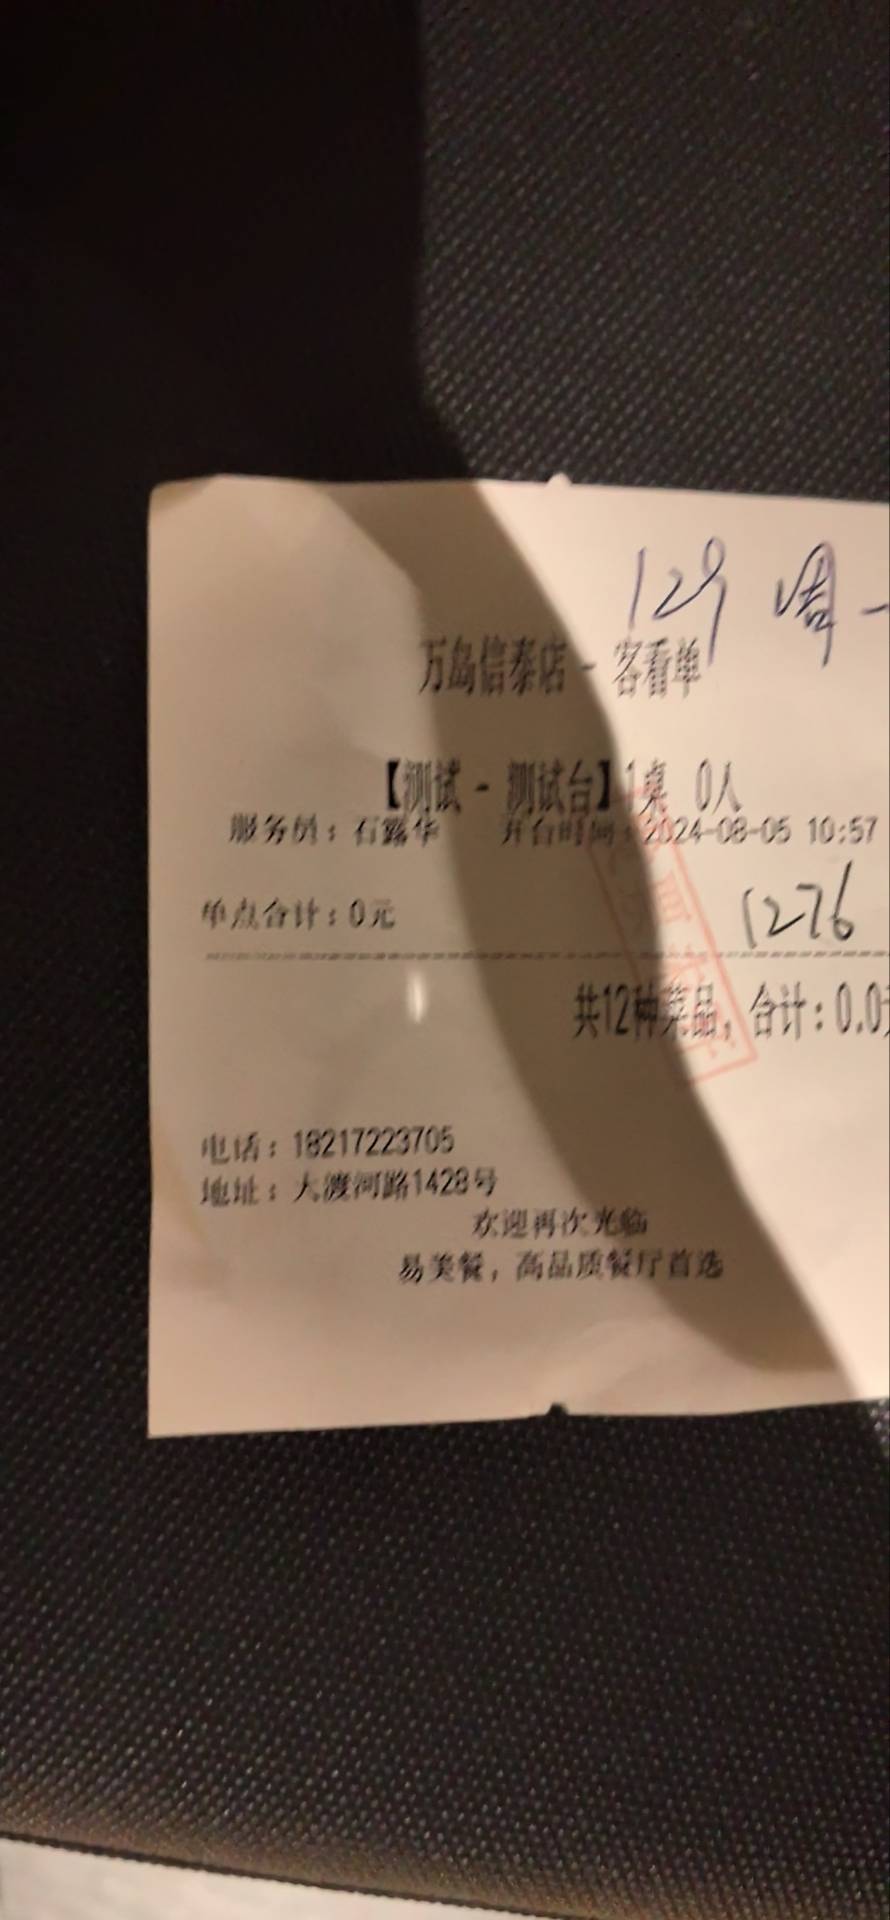 129 周一
万岛信泰店 - 客看单
【测试 - 测试台】1桌 0人
服务员：石露华 开台时间：2024-08-05 10:57
单点合计：0元
1276
共12种菜品，合计：0.0
电话：18217223705
地址：大渡河路1428号
欢迎再次光临
易美餐，高品质餐厅首选